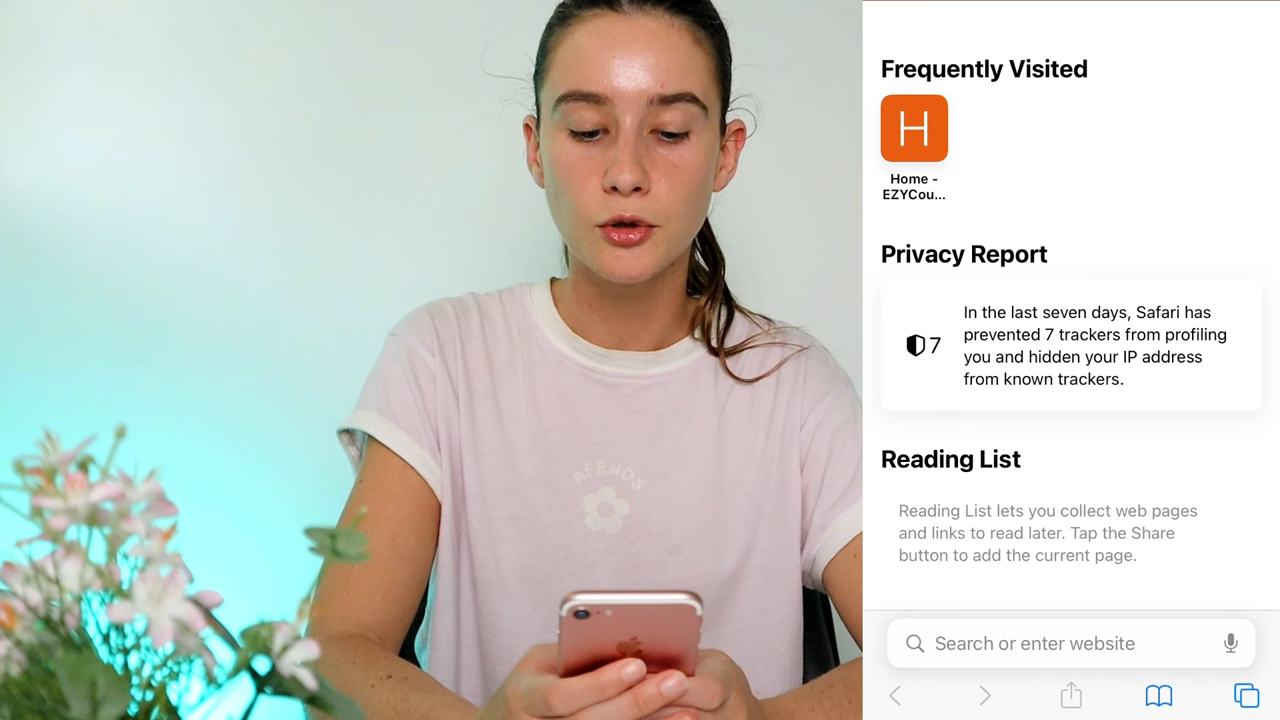 AFENDS
Frequently Visited
H
Home -
EZYCou...
Privacy Report
7
In the last seven days, Safari has
prevented 7 trackers from profiling
you and hidden your IP address
from known trackers.
Reading List
Reading List lets you collect web pages
and links to read later. Tap the Share
button to add the current page.
Search or enter website